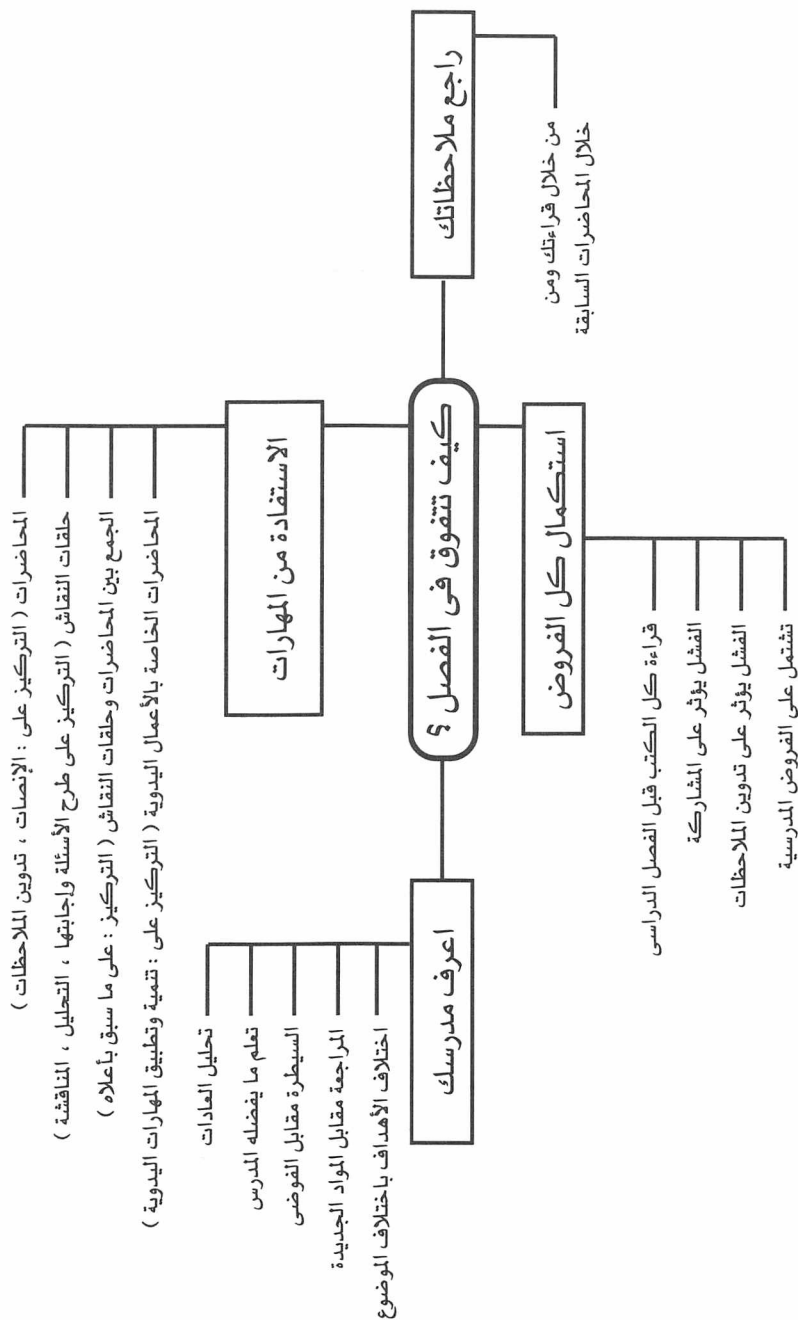 كيف تتفوق فى الفصل ؟
راجع ملاحظاتك
من خلال قراءتك ومن
خلال المحاضرات السابقة
الاستفادة من المهارات
المحاضرات ( التركيز على : الإنصات ، تدوين الملاحظات )
حلقات النقاش ( التركيز على طرح الأسئلة وإجابتها ، التحليل ، المناقشة )
الجمع بين المحاضرات وحلقات النقاش ( التركيز : على ما سبق بأعلاه )
المحاضرات الخاصة بالأعمال اليدوية ( التركيز على : تنمية وتطبيق المهارات اليدوية )
استكمال كل الفروض
قراءة كل الكتب قبل الفصل الدراسى
الفشل يؤثر على المشاركة
الفشل يؤثر على تدوين الملاحظات
تشتمل على الفروض المدرسية
اعرف مدرسك
تحليل العادات
تعلم ما يفضله المدرس
السيطرة مقابل الفوضى
المراجعة مقابل المواد الجديدة
اختلاف الأهداف باختلاف الموضوع